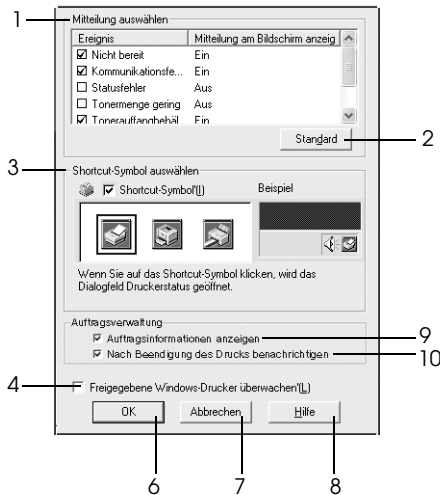 1 Mitteilung auswählen
Ereignis Mitteilung am Bildschirm anzeig
Nicht bereit Ein
Kommunikationsfe... Ein
Statusfehler Aus
Tonermenge gering Aus
Tonerauffangbehäl Ein
Standard 2
3 Shortcut-Symbol auswählen
Shortcut-Symbol'(I) Beispiel
Wenn Sie auf das Shortcut-Symbol klicken, wird das
Dialogfeld Druckerstatus geöffnet.
Auftragsverwaltung
Auftragsinformationen anzeigen 9
Nach Beendigung des Drucks benachrichtigen 10
4 Freigegebene Windows-Drucker überwachen'(L)
OK Abbrechen Hilfe
6 7 8